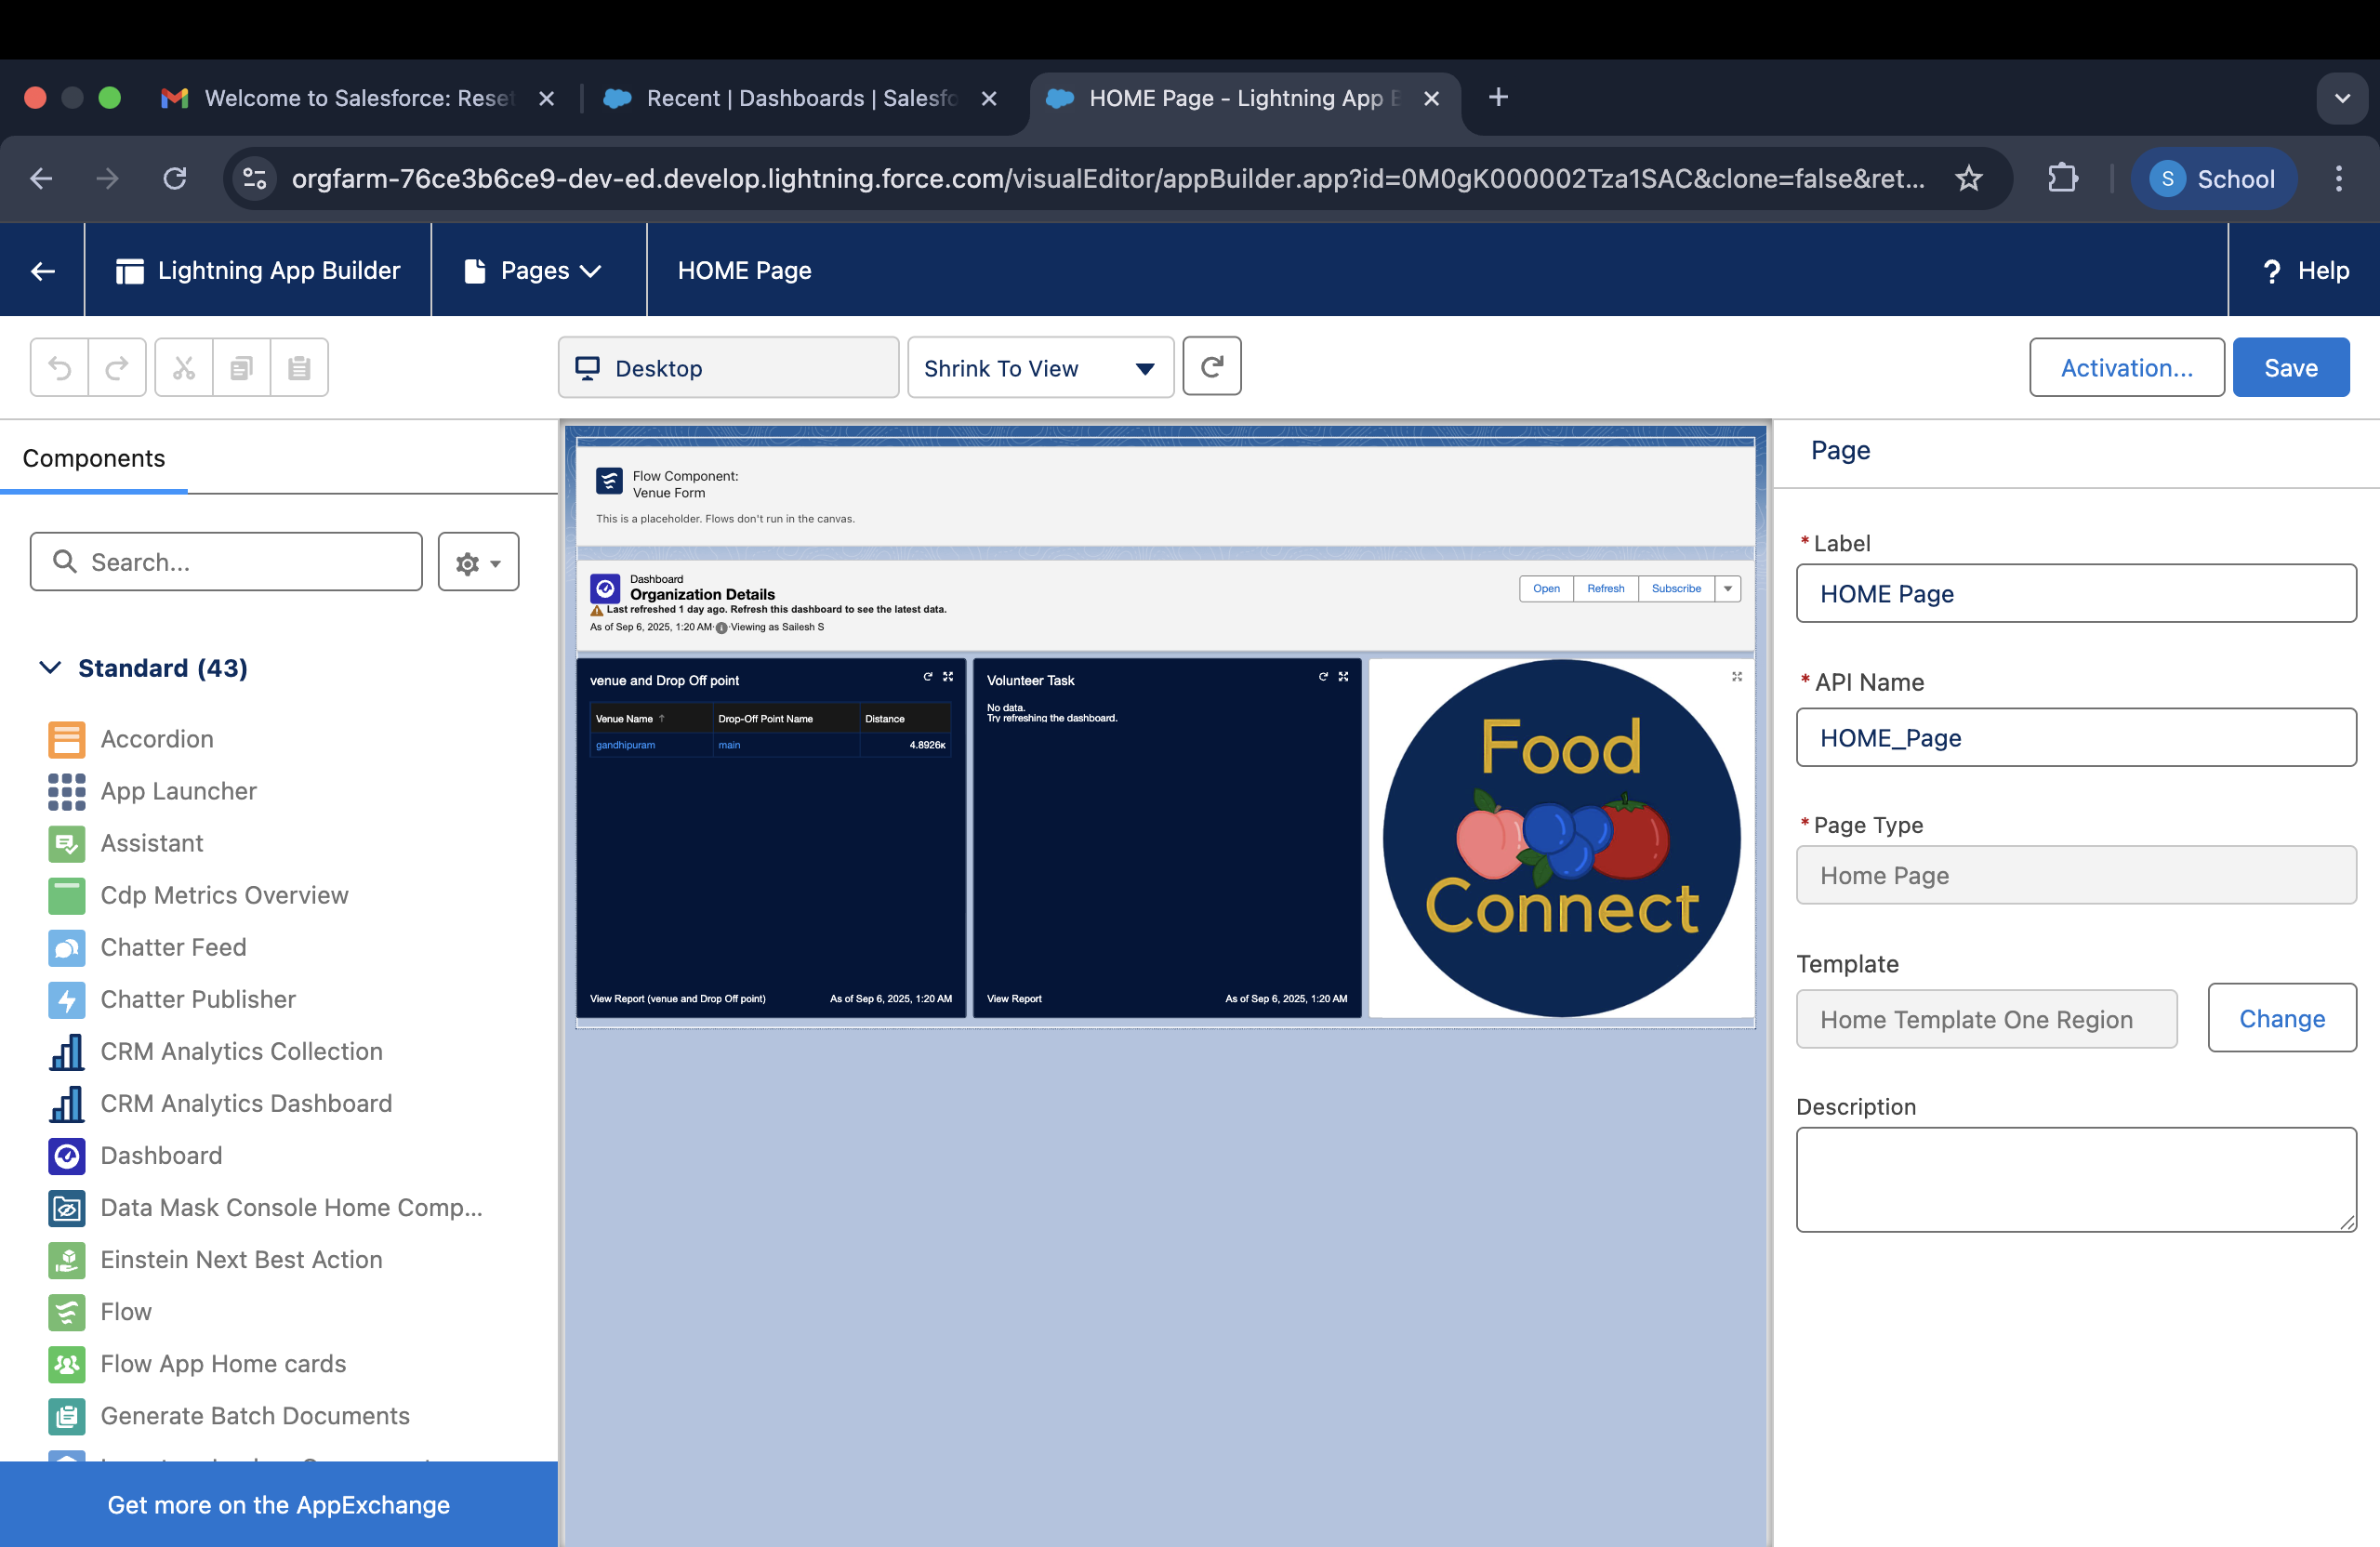 Welcome to Salesforce: Reset
Recent | Dashboards | Salesfo
HOME Page - Lightning App B
orgfarm-76ce3b6ce9-dev-ed.develop.lightning.force.com/visualEditor/appBuilder.app?id=0M0gK000002Tza1SAC&clone=false&ret...
S School
Lightning App Builder
Pages
HOME Page
? Help
Desktop
Shrink To View
Activation...
Save
Components
Search...
Standard (43)
Accordion
App Launcher
Assistant
Cdp Metrics Overview
Chatter Feed
Chatter Publisher
CRM Analytics Collection
CRM Analytics Dashboard
Dashboard
Data Mask Console Home Comp...
Einstein Next Best Action
Flow
Flow App Home cards
Generate Batch Documents
Get more on the AppExchange
Flow Component:
Venue Form
This is a placeholder. Flows don't run in the canvas.
Dashboard
Organization Details
Last refreshed 1 day ago. Refresh this dashboard to see the latest data.
As of Sep 6, 2025, 1:20 AM·Viewing as Sailesh S
Open
Refresh
Subscribe
venue and Drop Off point
Venue Name ↑ Drop-Off Point Name Distance
gandhipuram main 4.8926K
View Report (venue and Drop Off point) As of Sep 6, 2025, 1:20 AM
Volunteer Task
No data.
Try refreshing the dashboard.
View Report As of Sep 6, 2025, 1:20 AM
Food
Connect
Page
*Label
HOME Page
*API Name
HOME_Page
*Page Type
Home Page
Template
Home Template One Region
Change
Description